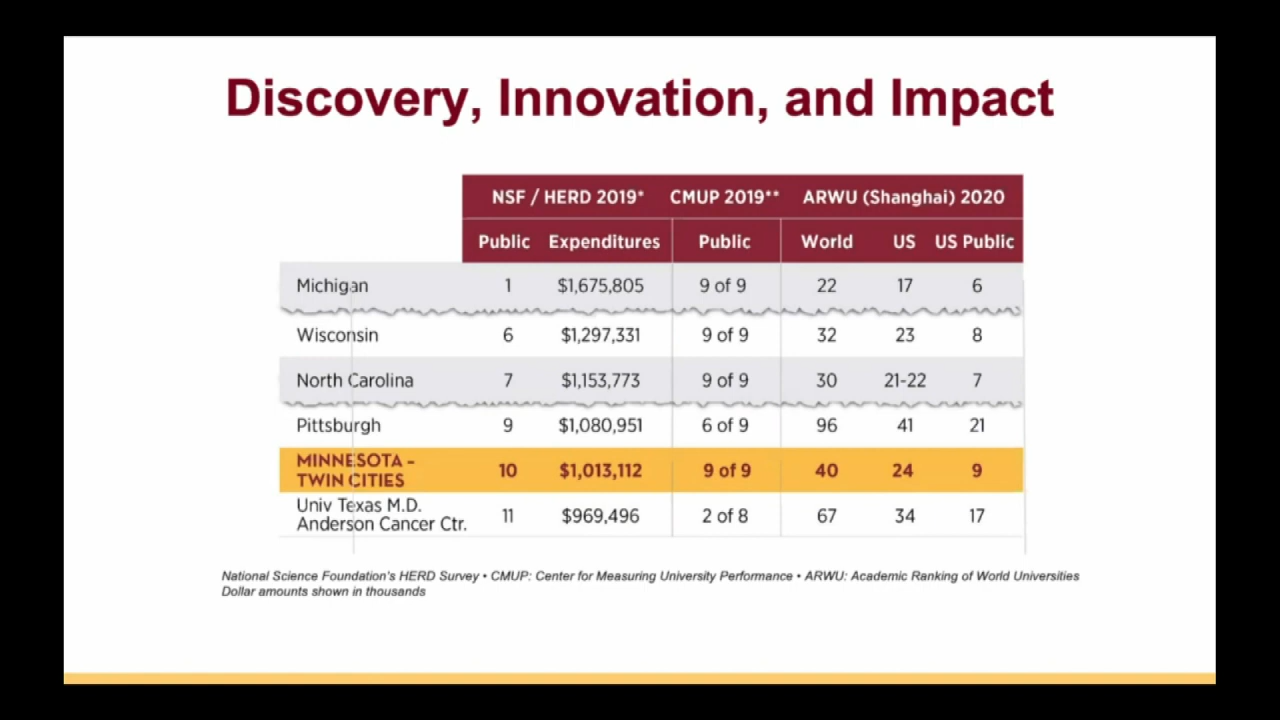 Discovery, Innovation, and Impact
NSF / HERD 2019* CMUP 2019** ARWU (Shanghai) 2020
Public Expenditures Public World US US Public
Michigan 1 $1,675,805 9 of 9 22 17 6
Wisconsin 6 $1,297,331 9 of 9 32 23 8
North Carolina 7 $1,153,773 9 of 9 30 21-22 7
Pittsburgh 9 $1,080,951 6 of 9 96 41 21
MINNESOTA –
TWIN CITIES 10 $1,013,112 9 of 9 40 24 9
Univ Texas M.D.
Anderson Cancer Ctr. 11 $969,496 2 of 8 67 34 17
National Science Foundation's HERD Survey • CMUP: Center for Measuring University Performance • ARWU: Academic Ranking of World Universities
Dollar amounts shown in thousands